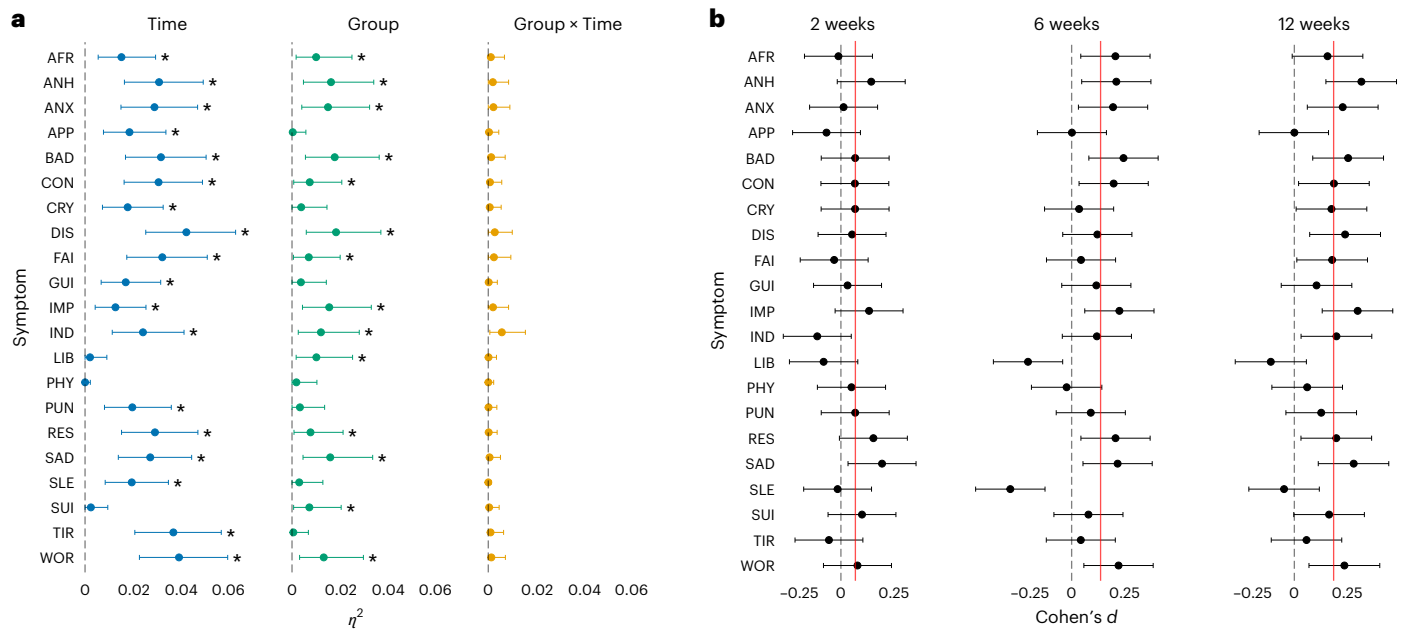 a
Time
Group
Group × Time
Symptom
AFR *
*
ANH *
*
ANX *
*
APP *
BAD *
*
CON *
*
CRY *
DIS *
*
FAI *
*
GUI *
IMP *
*
IND *
*
LIB
*
PHY
PUN *
RES *
*
SAD *
*
SLE *
SUI
*
TIR *
WOR *
*
0 0.02 0.04 0.06
0 0.02 0.04 0.06
0 0.02 0.04 0.06
η²
b
2 weeks
6 weeks
12 weeks
Symptom
AFR
ANH
ANX
APP
BAD
CON
CRY
DIS
FAI
GUI
IMP
IND
LIB
PHY
PUN
RES
SAD
SLE
SUI
TIR
WOR
−0.25 0 0.25
−0.25 0 0.25
−0.25 0 0.25
Cohen's d